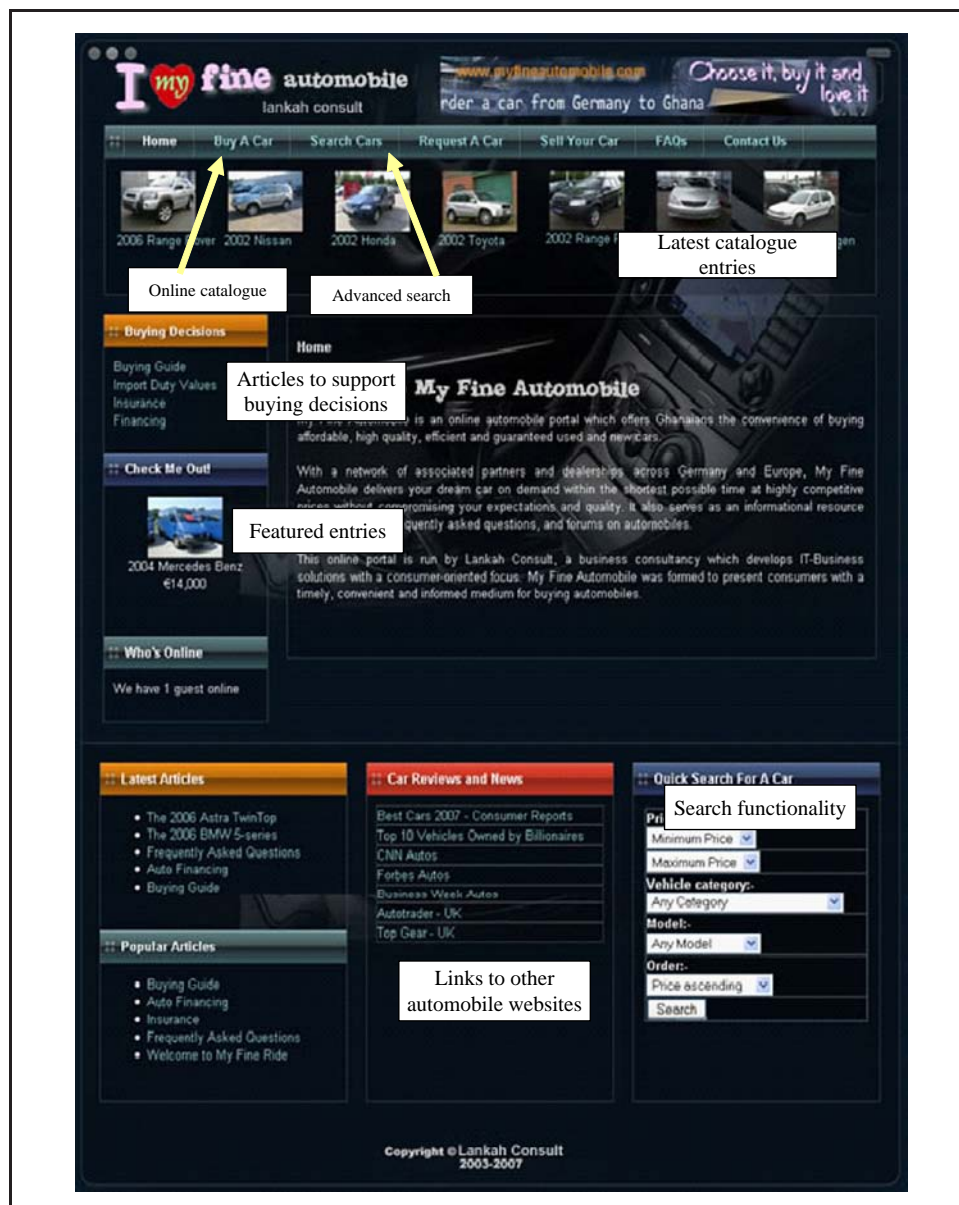 I my fine automobile
lankah consult
www.myfineautomobile.com
rder a car from Germany to Ghana
Choose it, buy it and
love it
Home Buy A Car Search Cars Request A Car Sell Your Car FAQs Contact Us
2006 Range over 2002 Nissan 2002 Honda 2002 Toyota 2002 Range
Latest catalogue
entries
Online catalogue
Advanced search
Buying Decisions
Buying Guide
Import Duty Values
Insurance
Financing
Articles to support
buying decisions
Check Me Out!
2004 Mercedes Benz
€14,000
Featured entries
Who's Online
We have 1 guest online
Home
My Fine Automobile
is an online automobile portal which offers Ghanaians the convenience of buying
affordable, high quality, efficient and guaranteed used and new cars.
With a network of associated partners and dealerships across Germany and Europe, My Fine
Automobile delivers your dream car on demand within the shortest possible time at highly competitive
prices without compromising your expectations and quality. It also serves as an informational resource
quently asked questions, and forums on automobiles.
This online portal is run by Lankah Consult, a business consultancy which develops IT-Business
solutions with a consumer-oriented focus. My Fine Automobile was formed to present consumers with a
timely, convenient and informed medium for buying automobiles.
Latest Articles
The 2006 Astra TwinTop
The 2006 BMW 5-series
Frequently Asked Questions
Auto Financing
Buying Guide
Popular Articles
Buying Guide
Auto Financing
Insurance
Frequently Asked Questions
Welcome to My Fine Ride
Car Reviews and News
Best Cars 2007 - Consumer Reports
Top 10 Vehicles Owned by Billionaires
CNN Autos
Forbes Autos
Business Week Autos
Autotrader - UK
Top Gear - UK
Links to other
automobile websites
Quick Search For A Car
Search functionality
Minimum Price
Maximum Price
Vehicle category:-
Any Category
Model:-
Any Model
Order:-
Price ascending
Search
Copyright © Lankah Consult
2003-2007